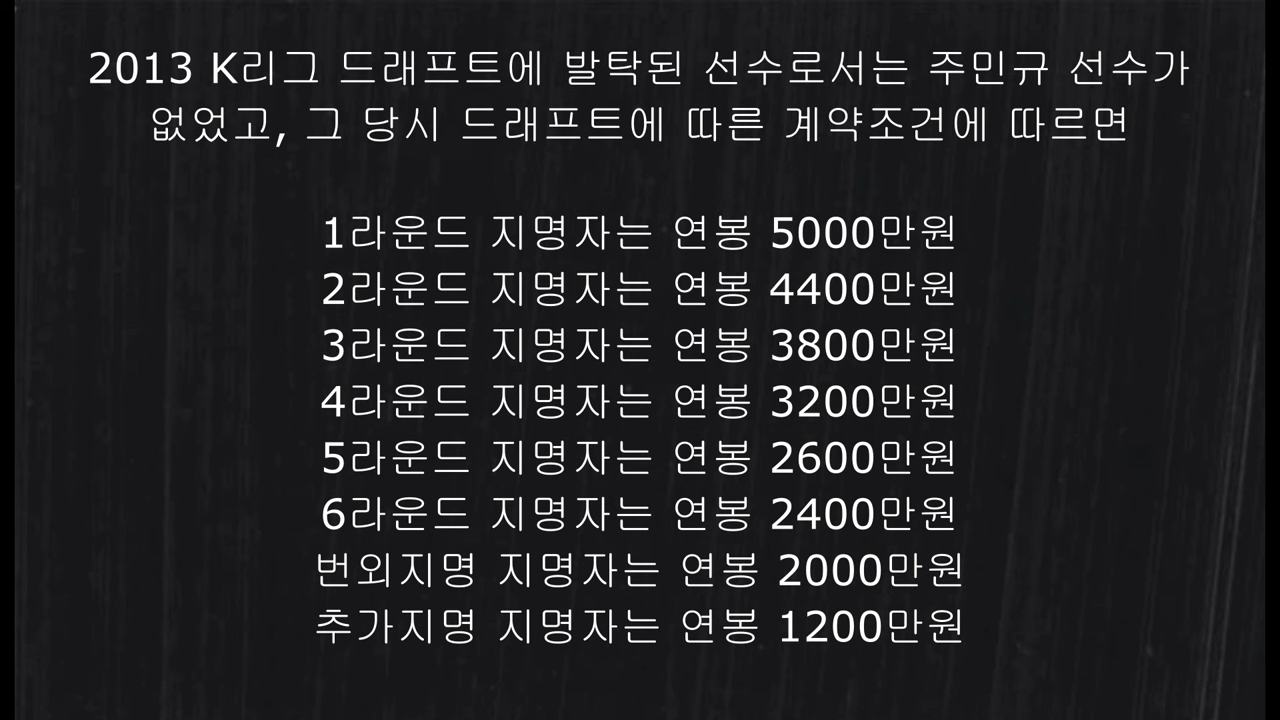 2013 K리그 드래프트에 발탁된 선수로서는 주민규 선수가
없었고, 그 당시 드래프트에 따른 계약조건에 따르면
1라운드 지명자는 연봉 5000만원
2라운드 지명자는 연봉 4400만원
3라운드 지명자는 연봉 3800만원
4라운드 지명자는 연봉 3200만원
5라운드 지명자는 연봉 2600만원
6라운드 지명자는 연봉 2400만원
번외지명 지명자는 연봉 2000만원
추가지명 지명자는 연봉 1200만원